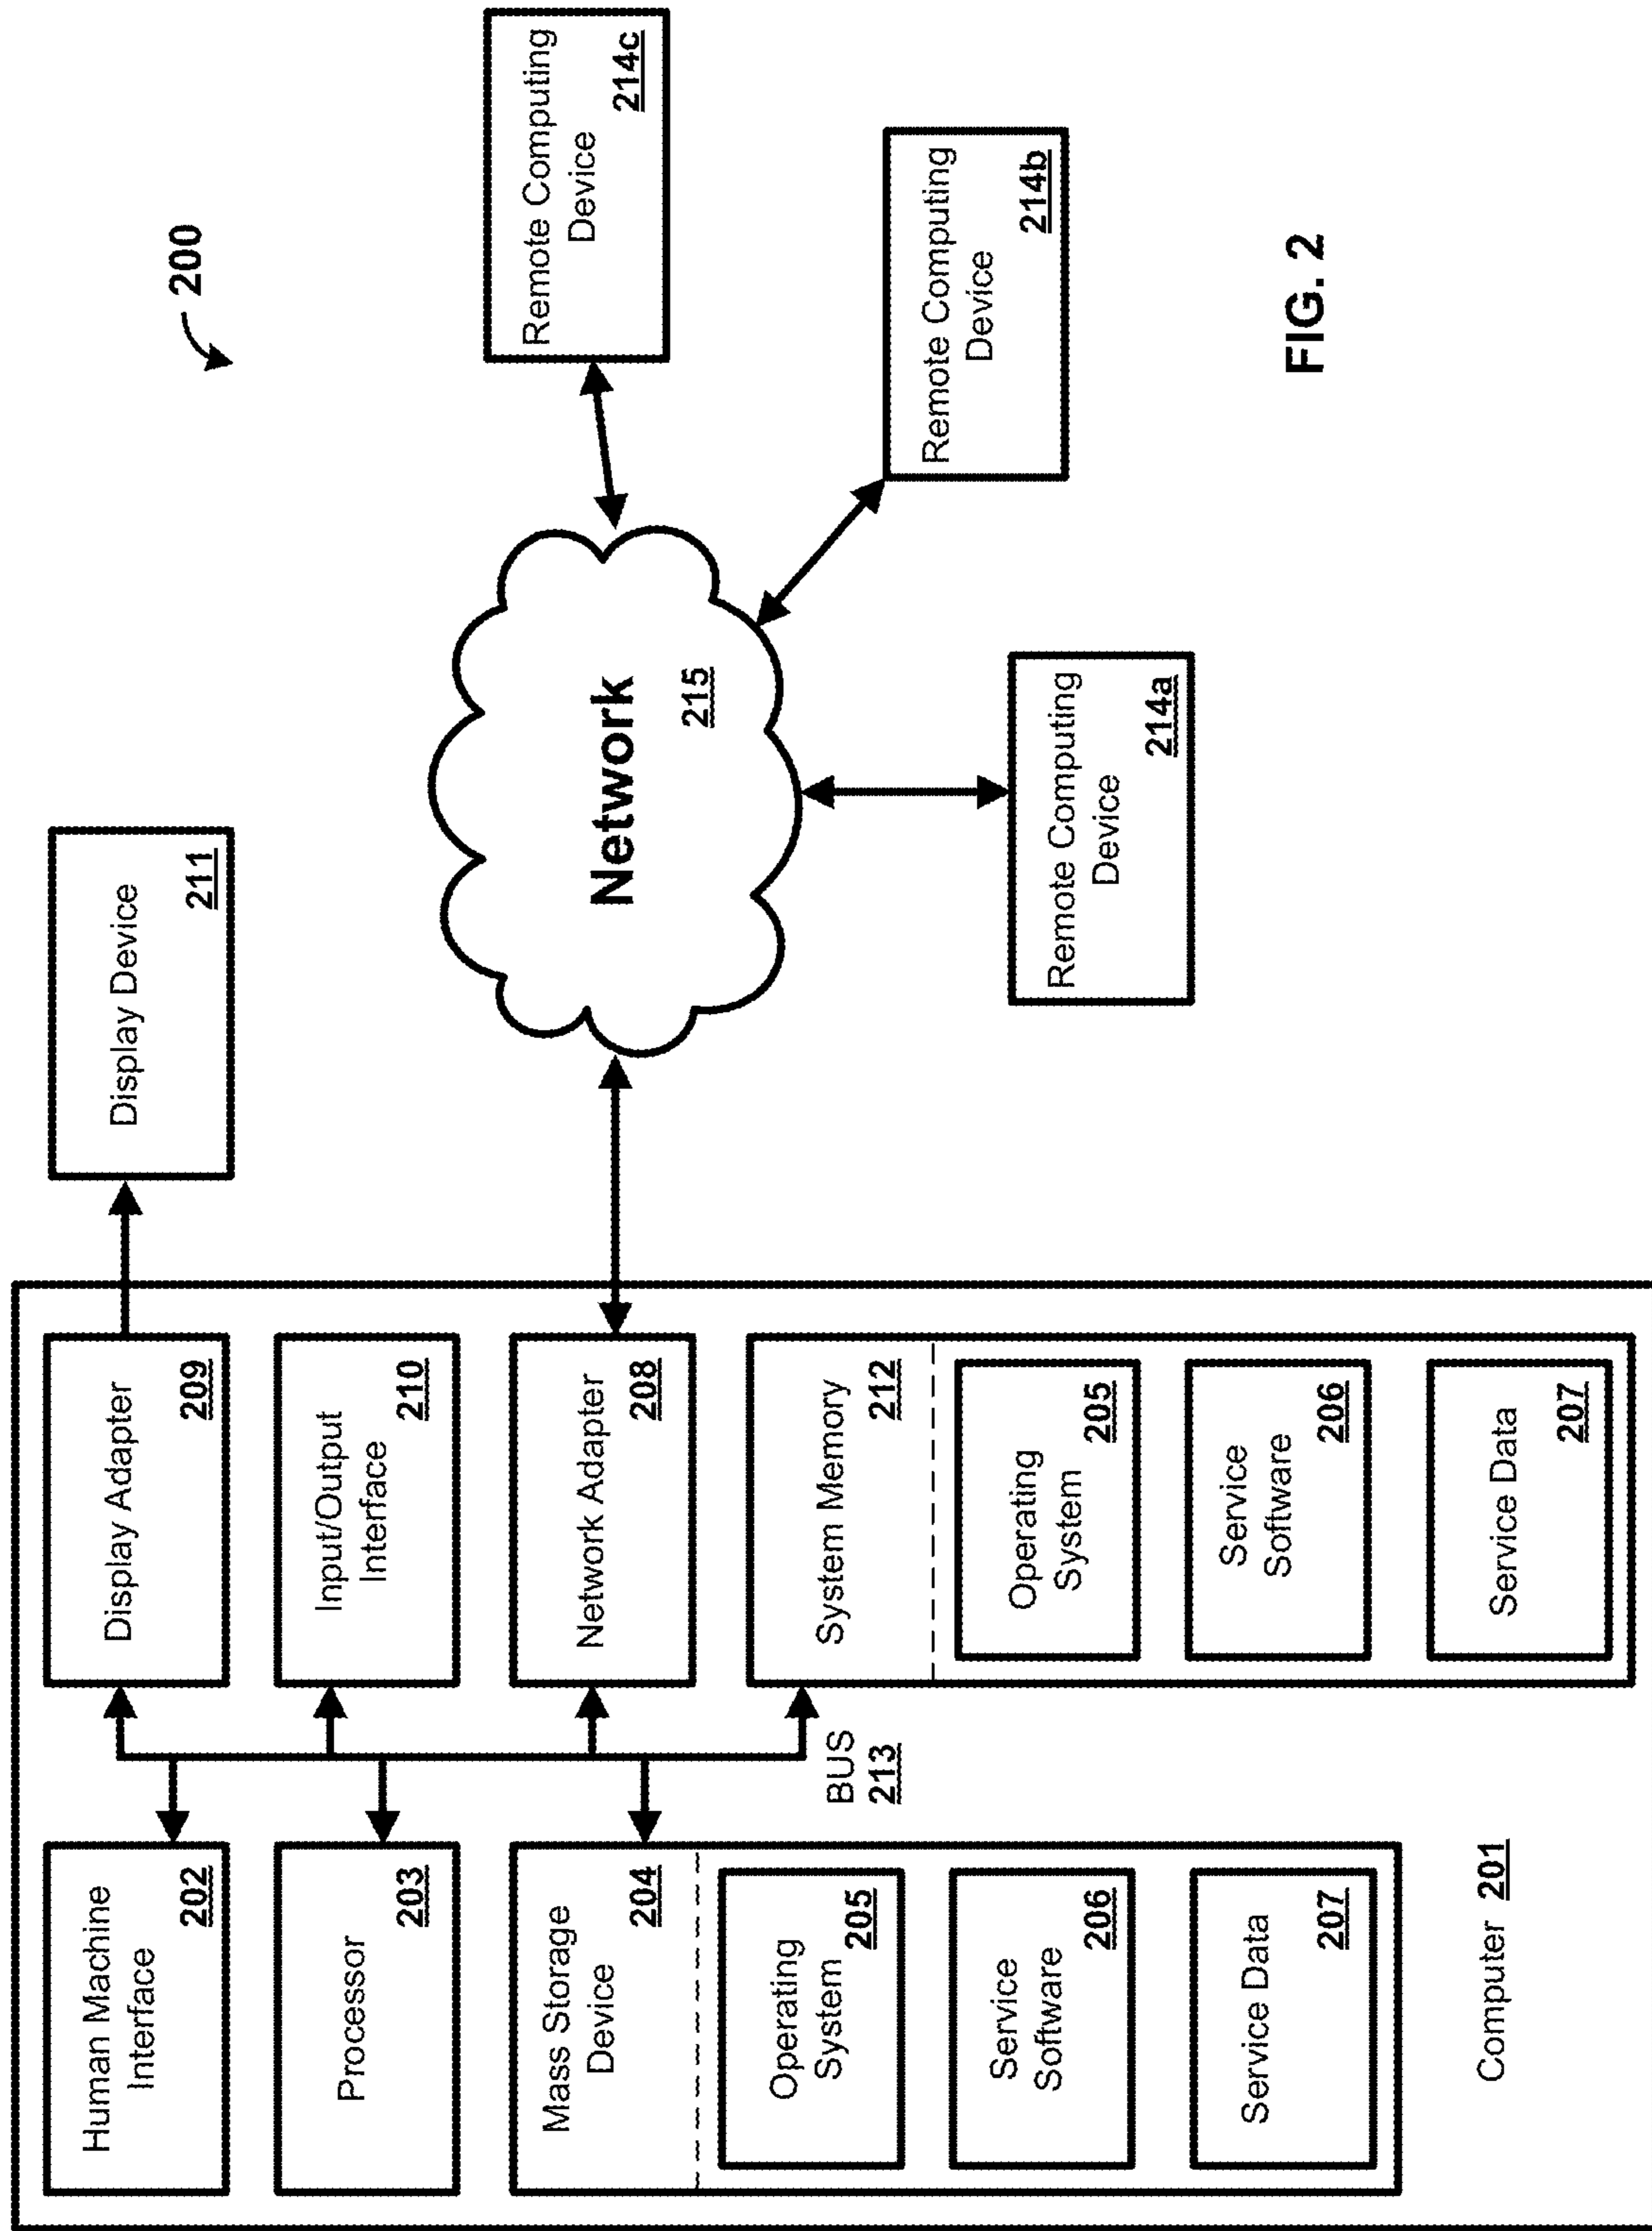 200
Human Machine
Interface
202
Processor
203
Mass Storage
Device
204
Operating
System
205
Service
Software
206
Service Data
207
Computer 201
BUS
213
Display Adapter
209
Input/Output
Interface
210
Network Adapter
208
System Memory
212
Operating
System
205
Service
Software
206
Service Data
207
Display Device
211
Network
215
Remote Computing
Device
214a
Remote Computing
Device
214b
Remote Computing
Device
214c
FIG. 2